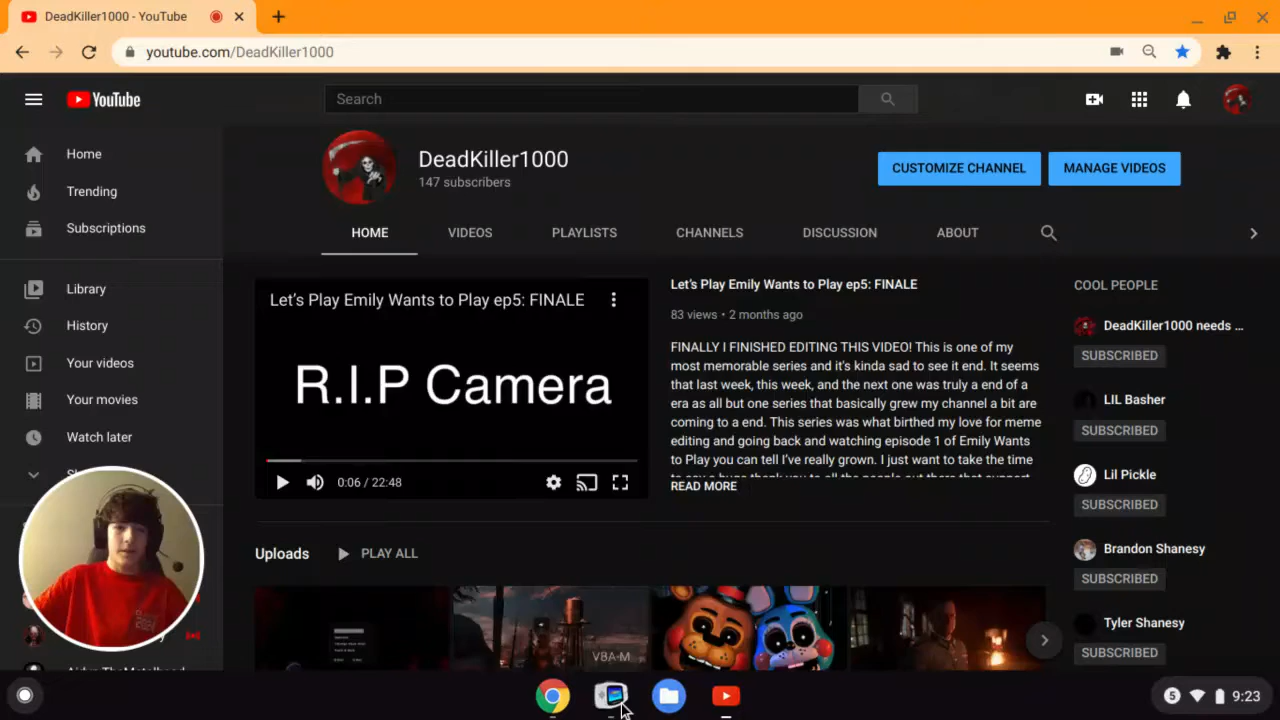 DeadKiller1000 - YouTube
youtube.com/DeadKiller1000
YouTube
Search
Home
Trending
Subscriptions
Library
History
Your videos
Your movies
Watch later
DeadKiller1000
147 subscribers
CUSTOMIZE CHANNEL
MANAGE VIDEOS
HOME
VIDEOS
PLAYLISTS
CHANNELS
DISCUSSION
ABOUT
Let's Play Emily Wants to Play ep5: FINALE
R.I.P Camera
0:06 / 22:48
Let's Play Emily Wants to Play ep5: FINALE
83 views • 2 months ago
FINALLY I FINISHED EDITING THIS VIDEO! This is one of my
most memorable series and it's kinda sad to see it end. It seems
that last week, this week, and the next one was truly a end of a
era as all but one series that basically grew my channel a bit are
coming to a end. This series was what birthed my love for meme
editing and going back and watching episode 1 of Emily Wants
to Play you can tell I've really grown. I just want to take the time
READ MORE
COOL PEOPLE
DeadKiller1000 needs ...
SUBSCRIBED
LIL Basher
SUBSCRIBED
Lil Pickle
SUBSCRIBED
Brandon Shanesy
SUBSCRIBED
Tyler Shanesy
SUBSCRIBED
Uploads
PLAY ALL
VBA-M
5
9:23